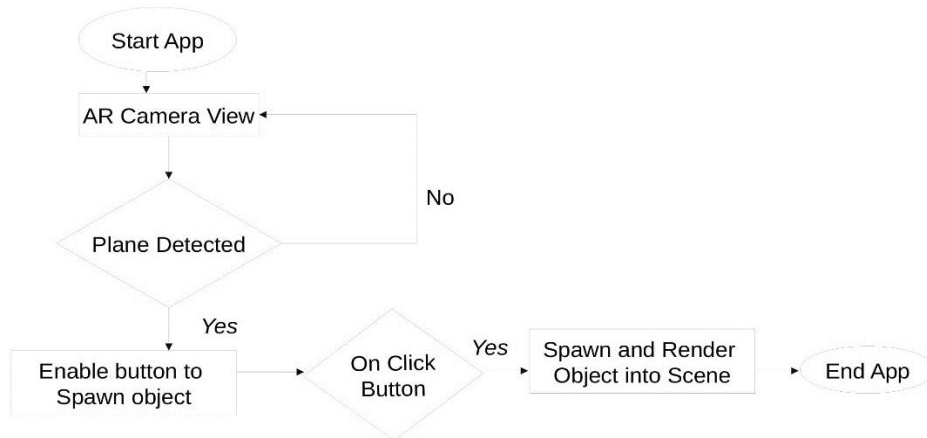 Start App
AR Camera View
No
Plane Detected
Yes
Enable button to
Spawn object
On Click
Button
Yes
Spawn and Render
Object into Scene
End App